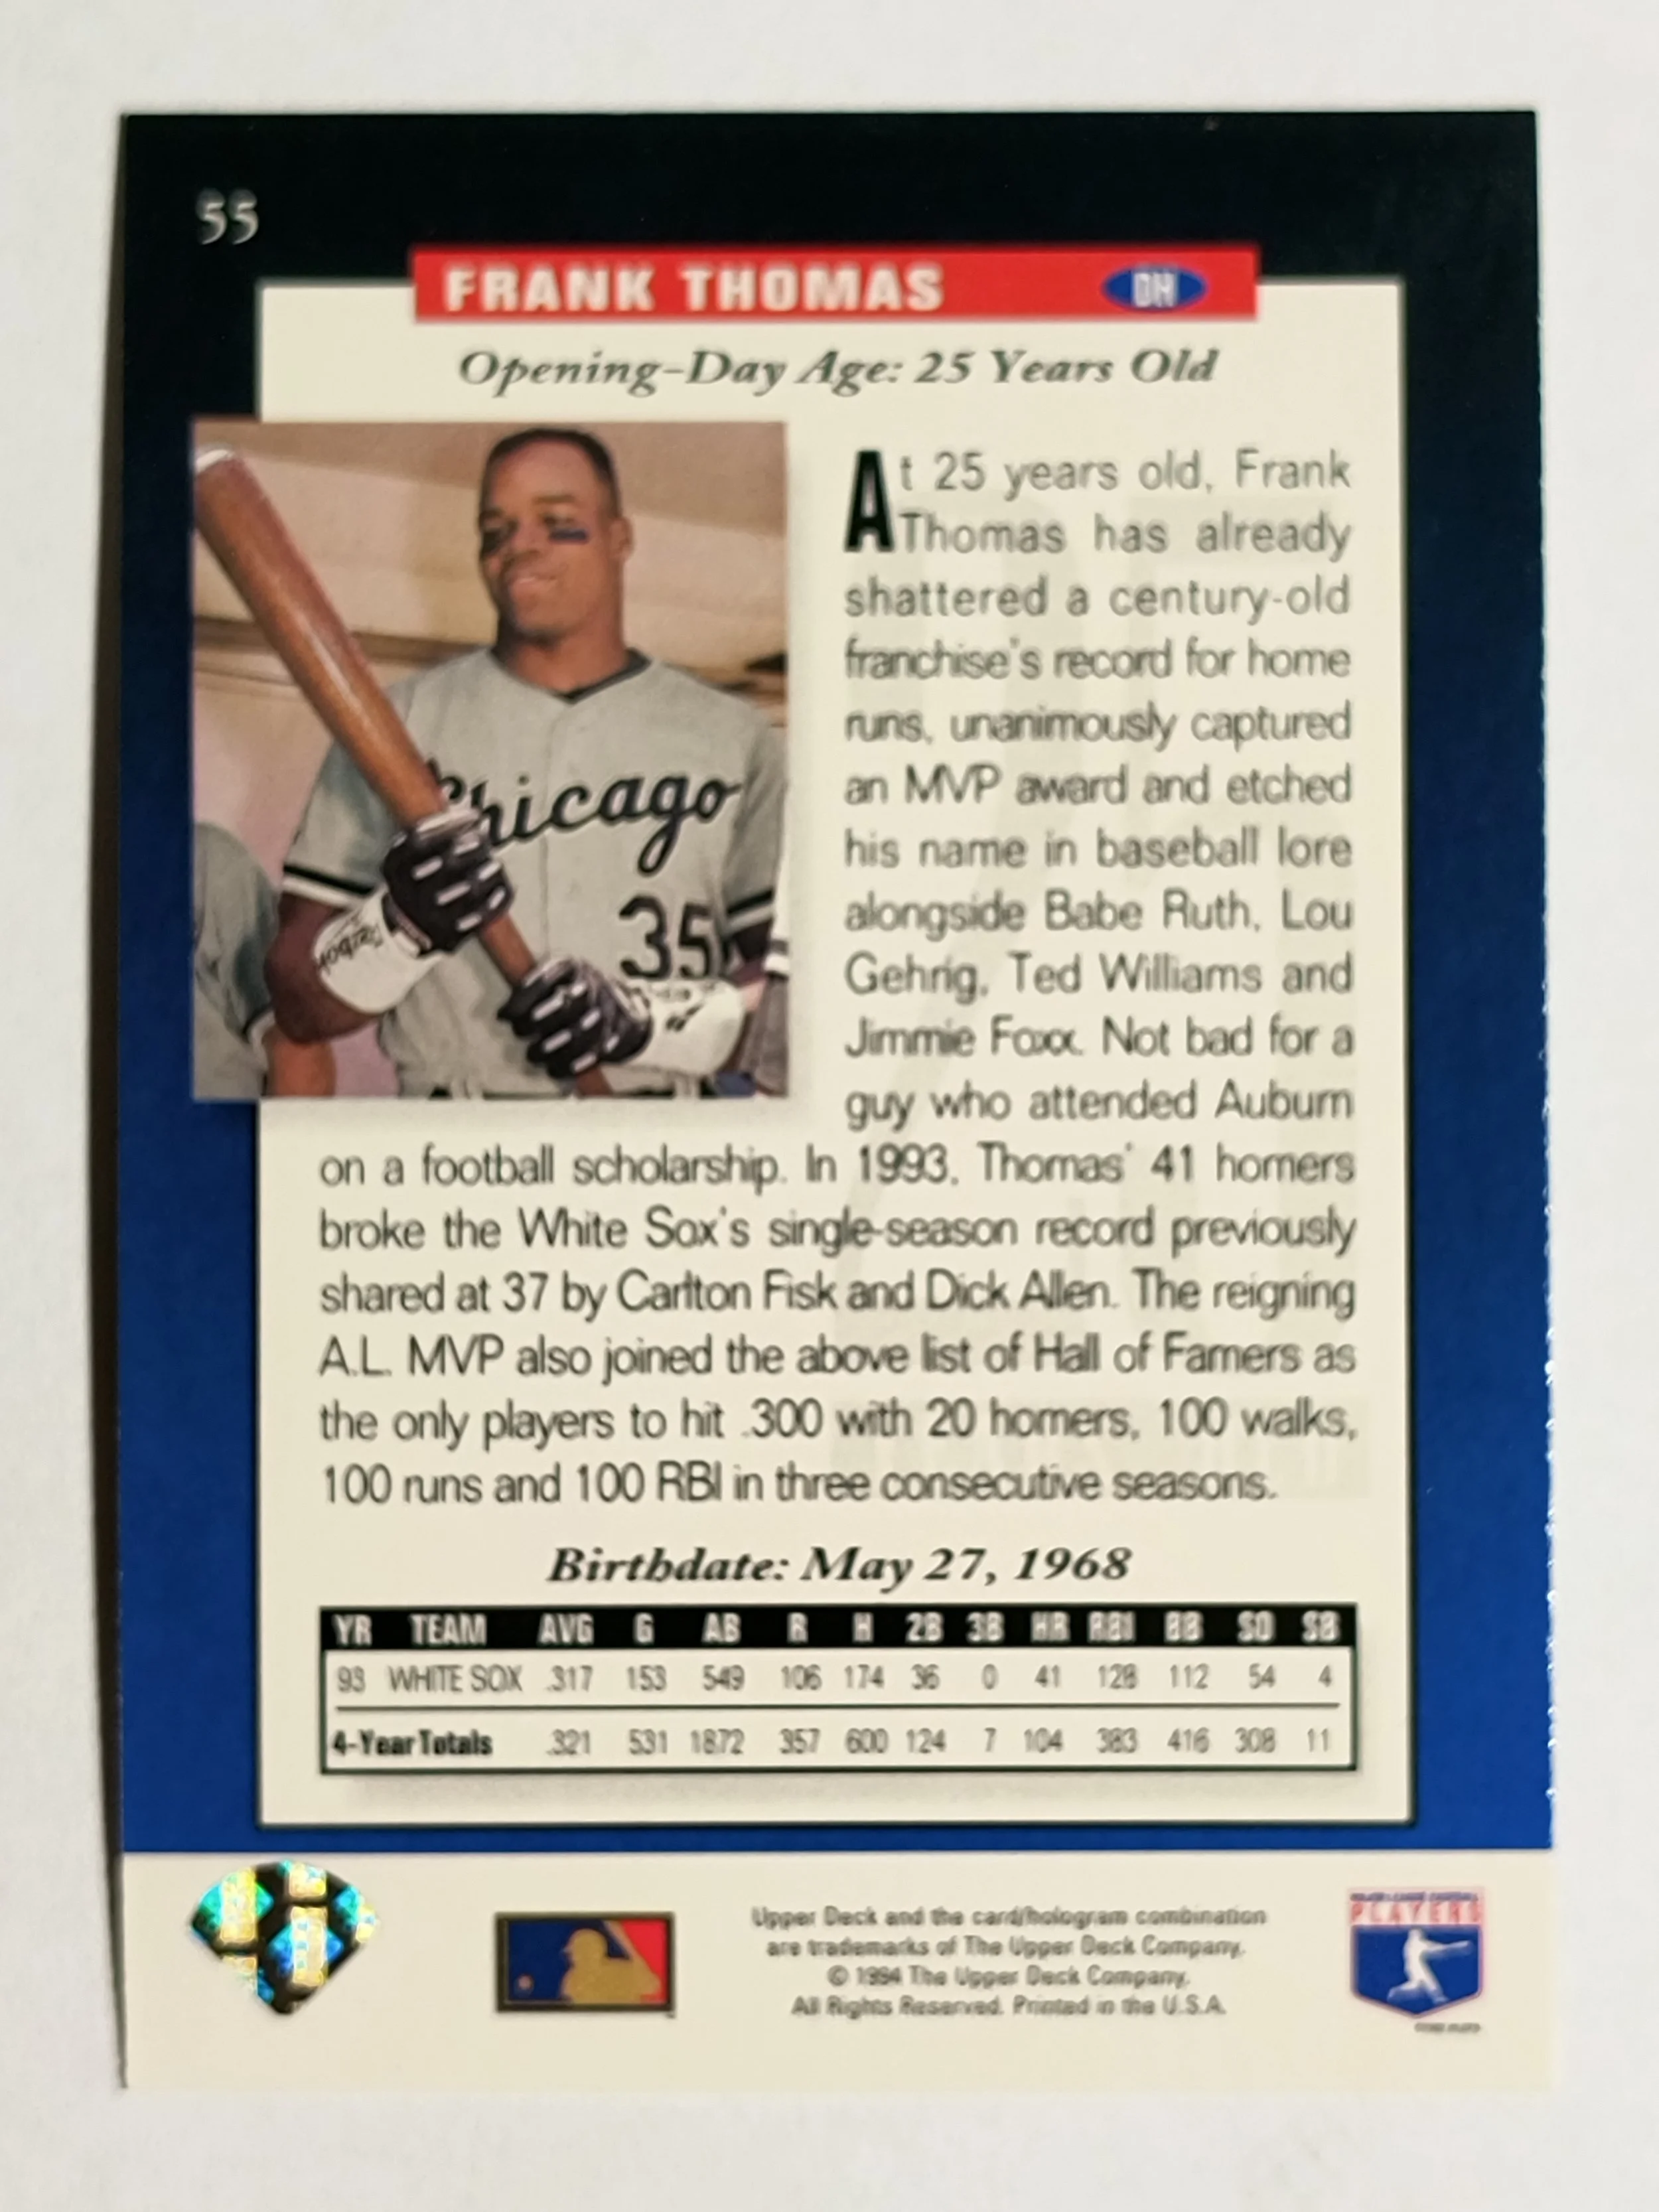 55
FRANK THOMAS DH
Opening-Day Age: 25 Years Old
At 25 years old, Frank
Thomas has already
shattered a century-old
franchise's record for home
runs, unanimously captured
an MVP award and etched
his name in baseball lore
alongside Babe Ruth, Lou
Gehrig, Ted Williams and
Jimmie Foxx. Not bad for a
guy who attended Auburn
on a football scholarship. In 1993, Thomas' 41 homers
broke the White Sox's single-season record previously
shared at 37 by Carlton Fisk and Dick Allen. The reigning
A.L. MVP also joined the above list of Hall of Famers as
the only players to hit .300 with 20 homers, 100 walks,
100 runs and 100 RBI in three consecutive seasons.
Chicago
35
Reebok
Birthdate: May 27, 1968
YR TEAM AVG G AB R H 2B 3B HR RBI BB SO SB
93 WHITE SOX .317 153 549 106 174 36 0 41 128 112 54 4
4-Year Totals .321 531 1872 357 600 124 7 104 383 416 308 11
Upper Deck and the card/hologram combination
are trademarks of The Upper Deck Company.
© 1994 The Upper Deck Company.
All Rights Reserved. Printed in the U.S.A.
MAJOR LEAGUE BASEBALL
PLAYERS